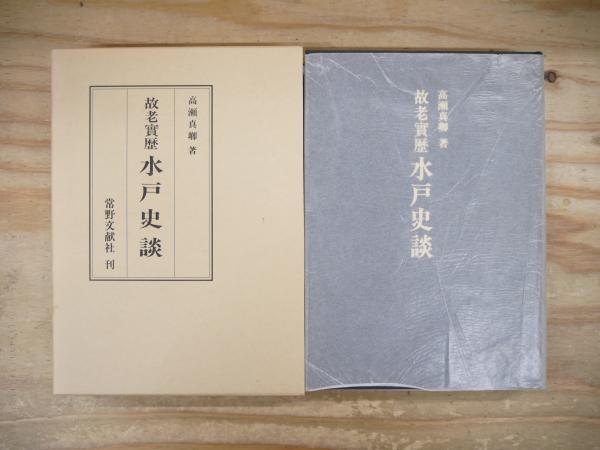 高瀬真卿 著
故老實歴 水戸史談
常野文献社 刊
高瀬真卿 著
故老實歴 水戸史談